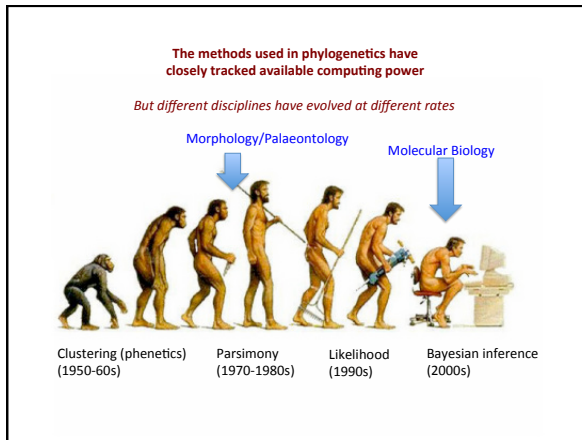 The methods used in phylogenetics have
closely tracked available computing power
But different disciplines have evolved at different rates
Morphology/Palaeontology
Molecular Biology
Clustering (phenetics)
(1950-60s)
Parsimony
(1970-1980s)
Likelihood
(1990s)
Bayesian inference
(2000s)